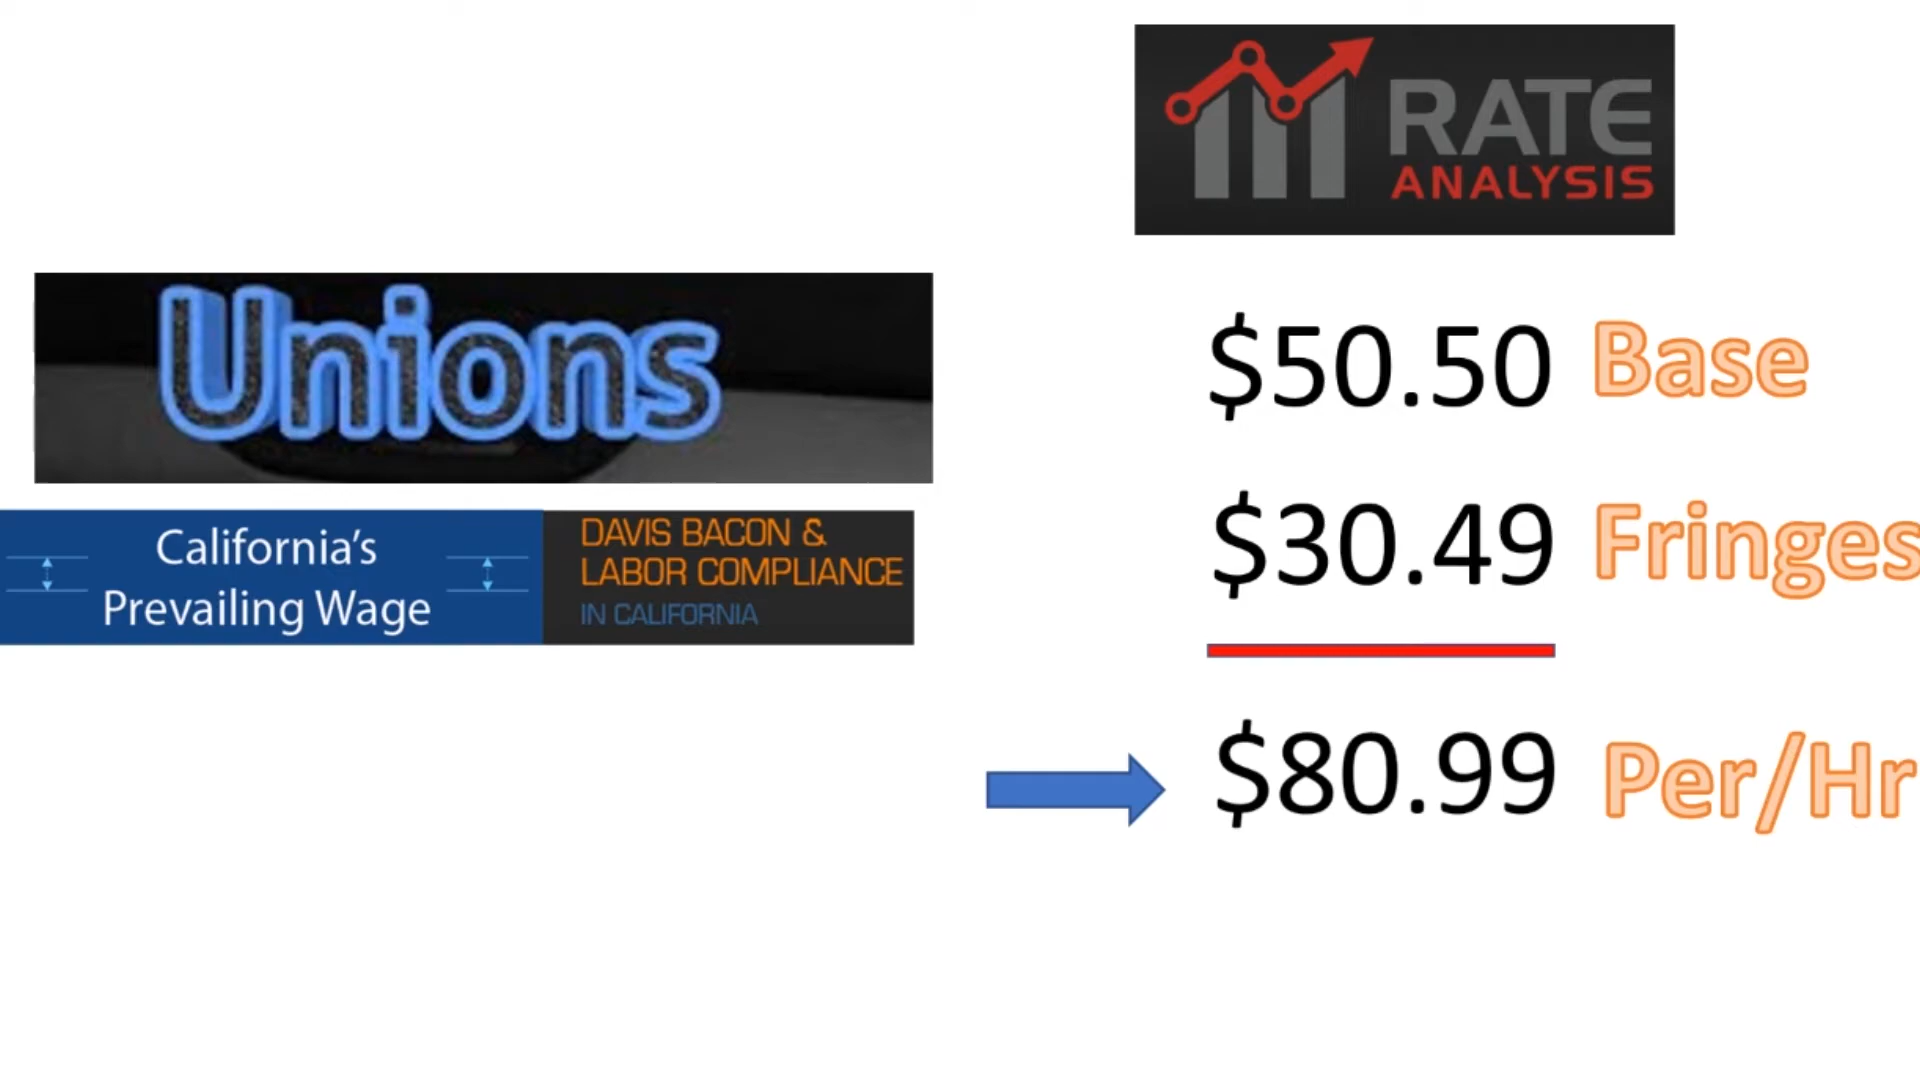 RATE
ANALYSIS
Unions
California's
Prevailing Wage
DAVIS BACON &
LABOR COMPLIANCE
IN CALIFORNIA
$50.50 Base
$30.49 Fringes
$80.99 Per/Hr